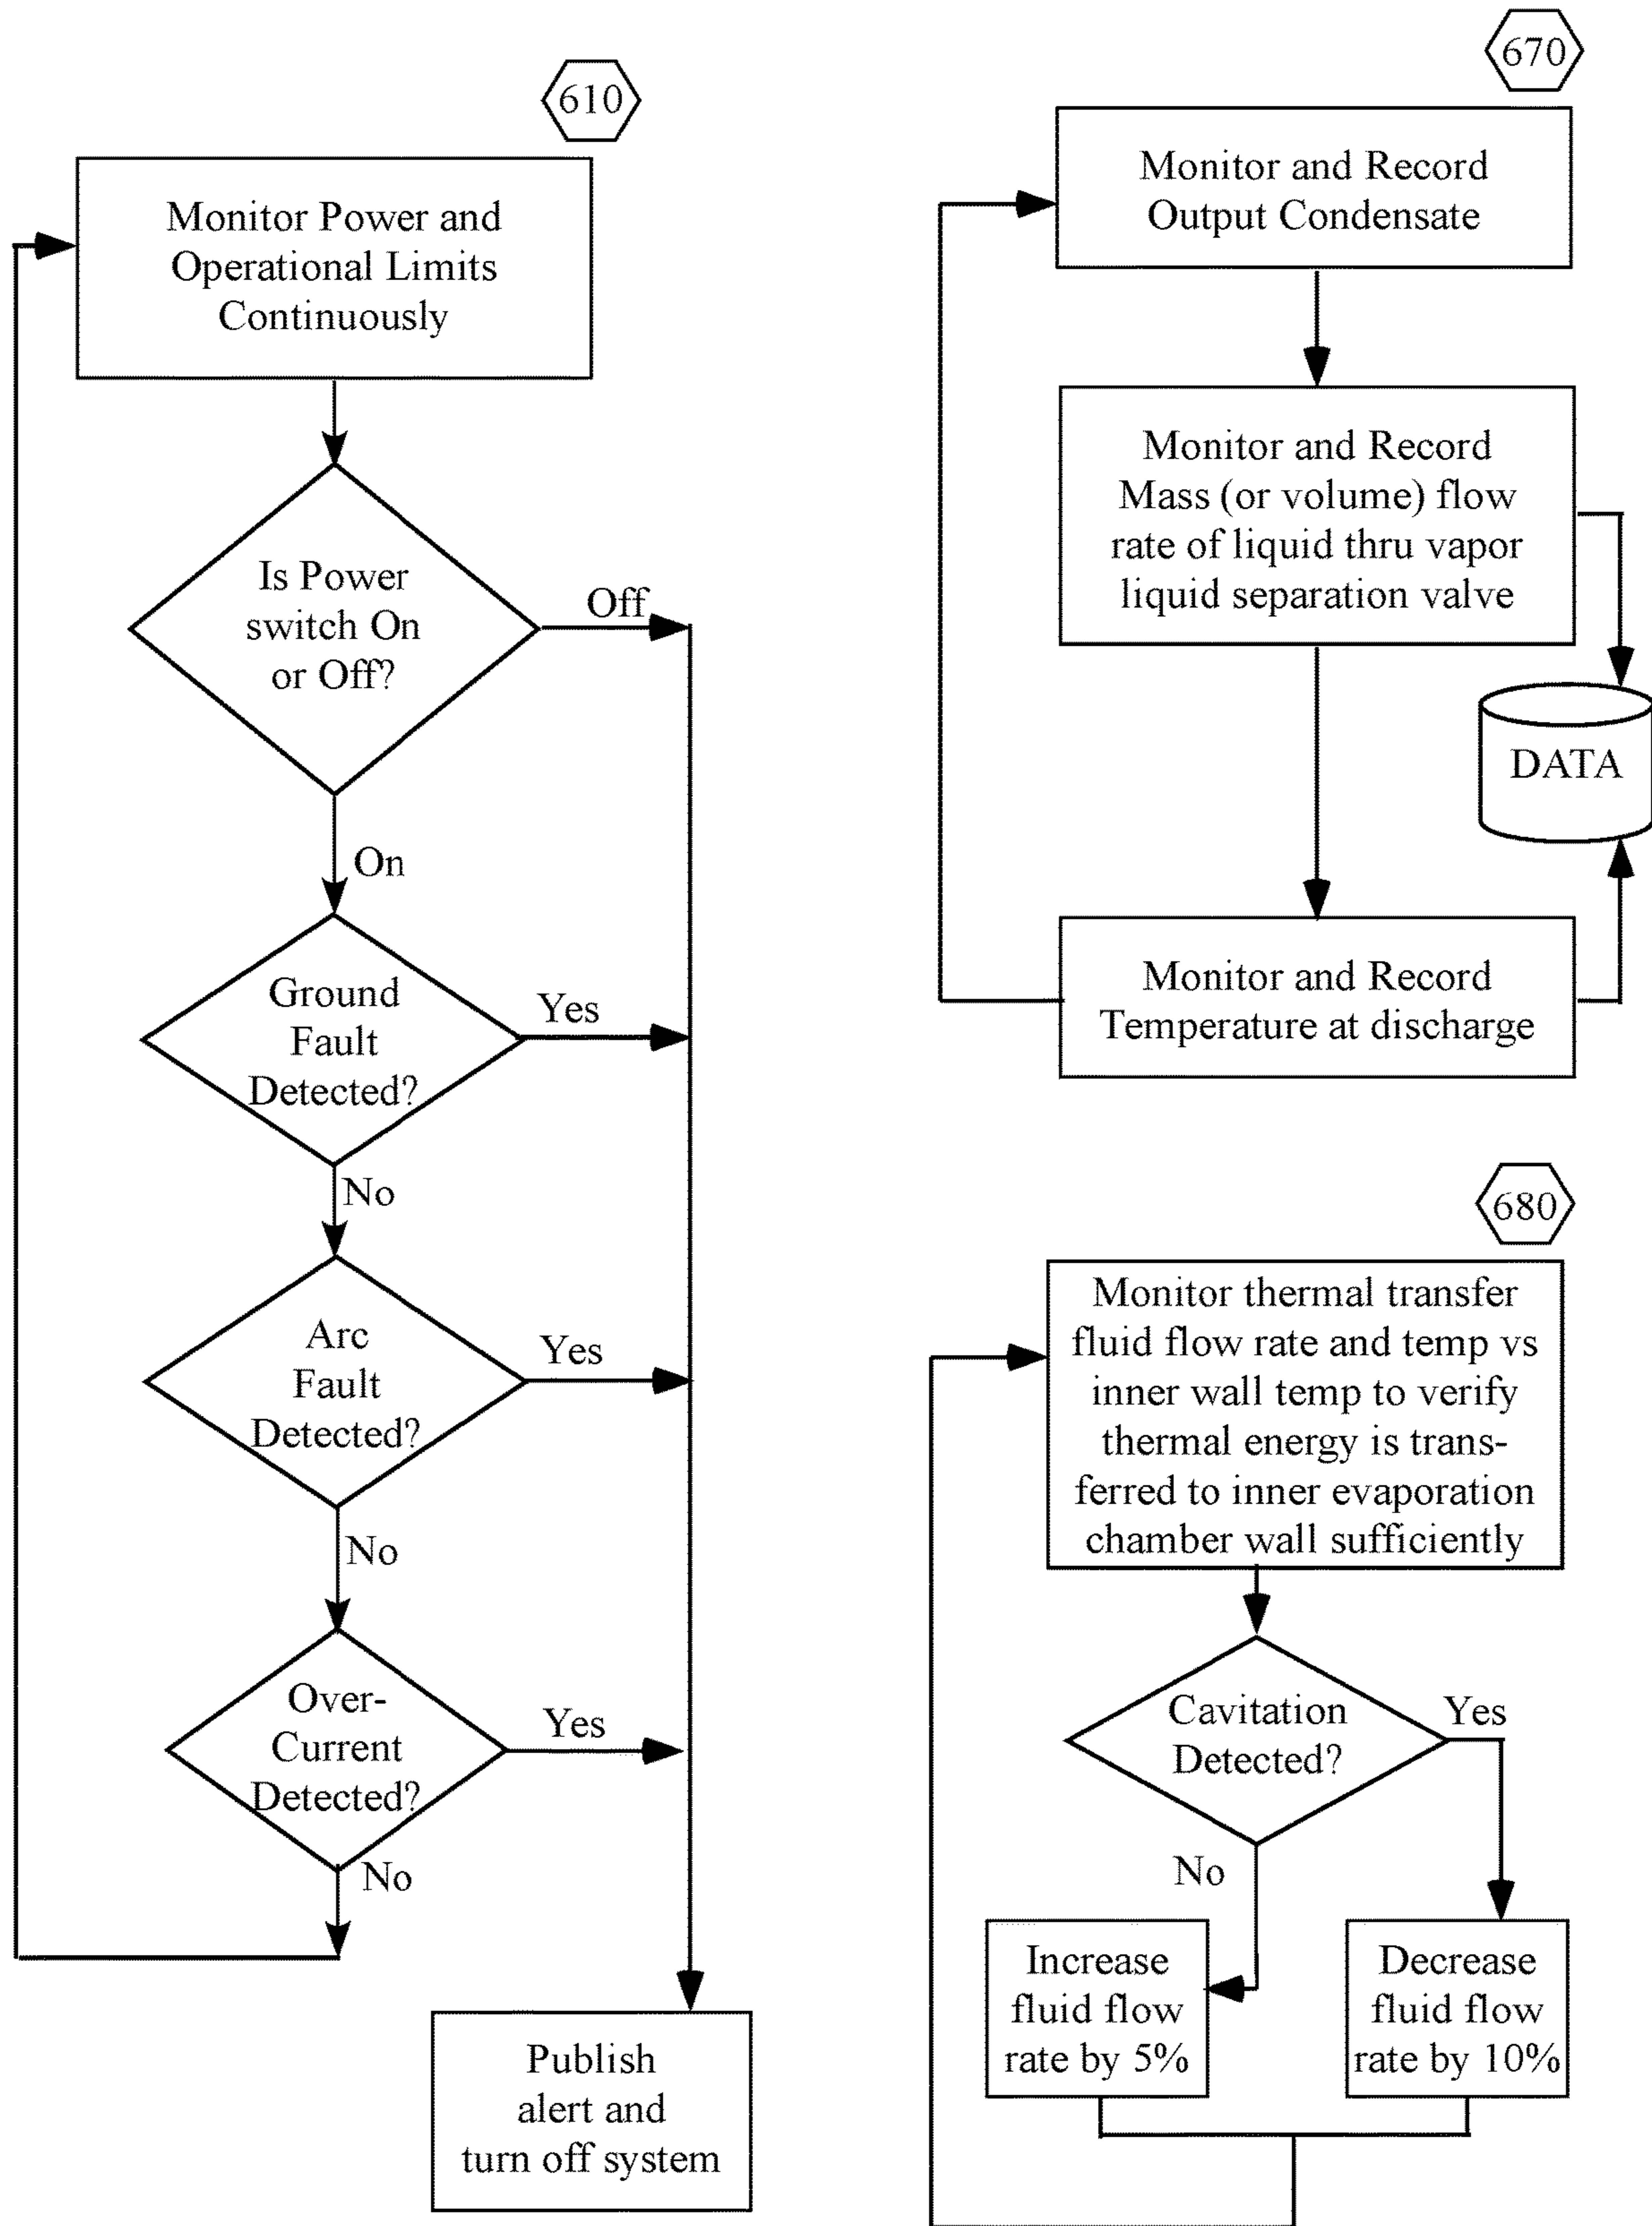 610
Monitor Power and
Operational Limits
Continuously
Is Power
switch On
or Off?
Off
On
Ground
Fault
Detected?
Yes
No
Arc
Fault
Detected?
Yes
No
Over-
Current
Detected?
Yes
No
Publish
alert and
turn off system
670
Monitor and Record
Output Condensate
Monitor and Record
Mass (or volume) flow
rate of liquid thru vapor
liquid separation valve
DATA
Monitor and Record
Temperature at discharge
680
Monitor thermal transfer
fluid flow rate and temp vs
inner wall temp to verify
thermal energy is trans-
ferred to inner evaporation
chamber wall sufficiently
Cavitation
Detected?
Yes
No
Increase
fluid flow
rate by 5%
Decrease
fluid flow
rate by 10%